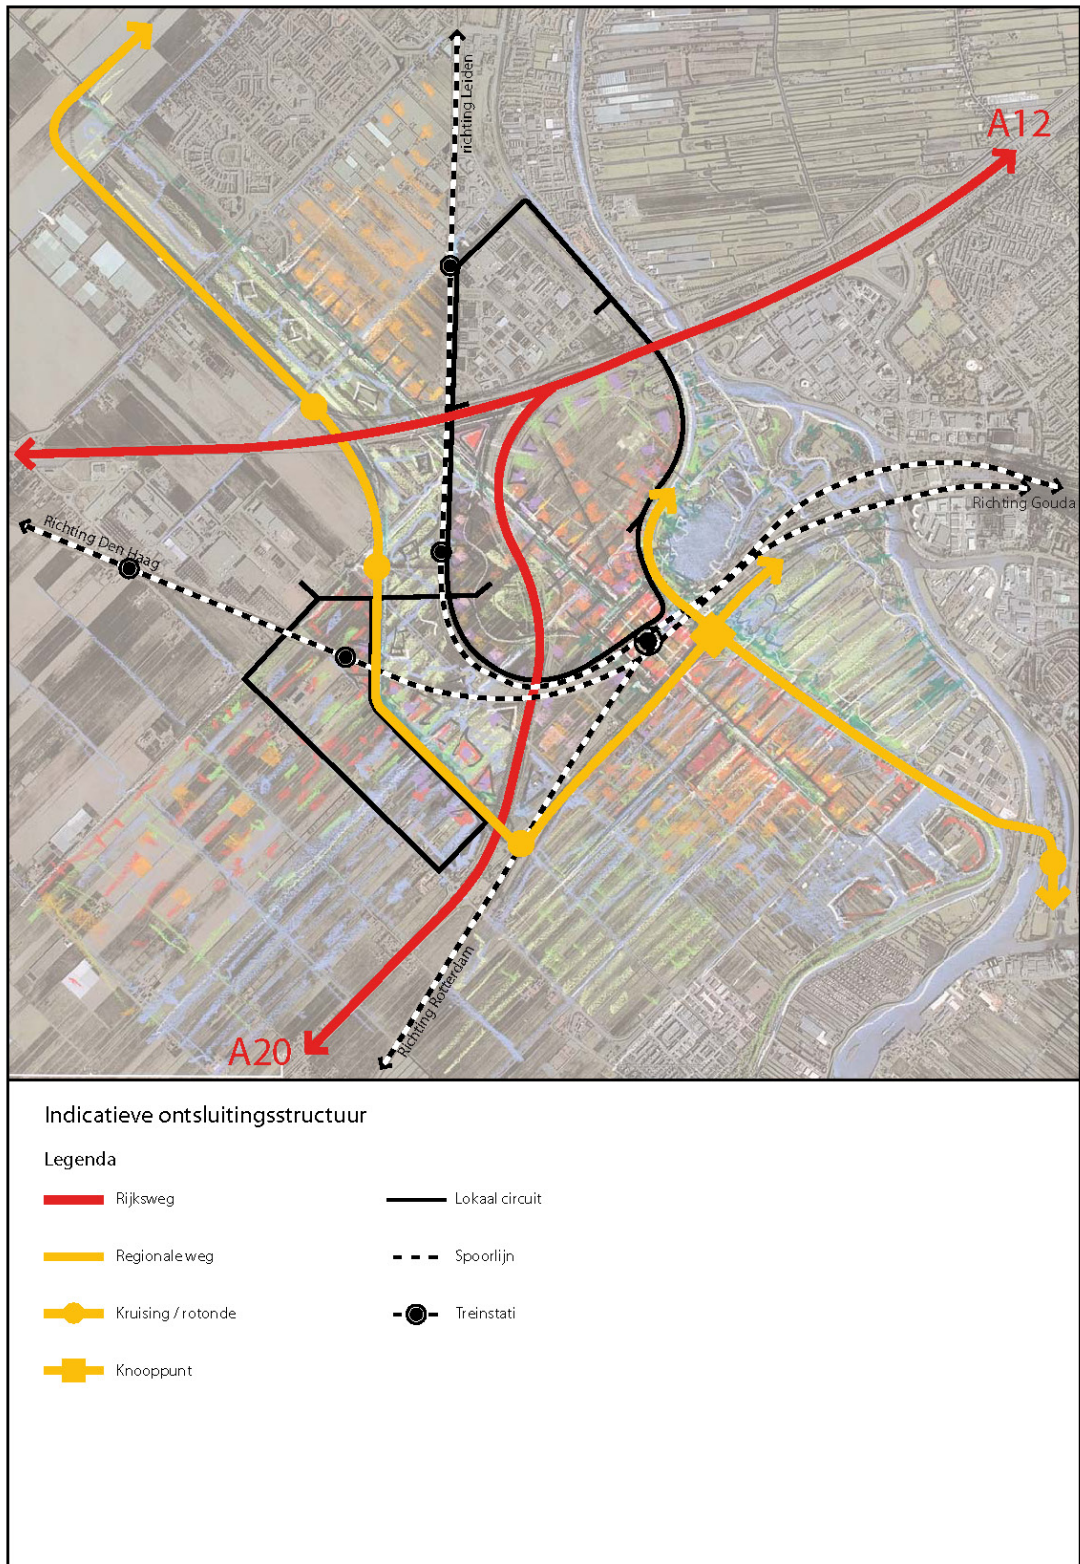 richting Leiden
A12
Richting Gouda
Richting Den Haag
Richting Rotterdam
A20
Indicatieve ontsluitingsstructuur
Legenda
Rijksweg
Lokaal circuit
Regionale weg
Spoorlijn
Kruising / rotonde
Treinstati
Knooppunt